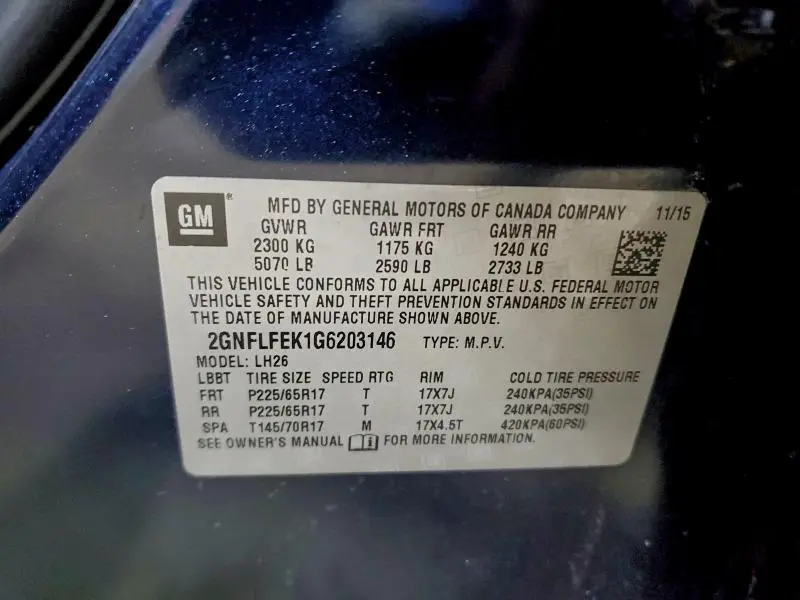 GM®
MFD BY GENERAL MOTORS OF CANADA COMPANY 11/15
GVWR GAWR FRT GAWR RR
2300 KG 1175 KG 1240 KG
5070 LB 2590 LB 2733 LB
THIS VEHICLE CONFORMS TO ALL APPLICABLE U.S. FEDERAL MOTOR
VEHICLE SAFETY AND THEFT PREVENTION STANDARDS IN EFFECT ON
THE DATE OF MANUFACTURE SHOWN ABOVE.
2GNFLFEK1G6203146 TYPE: M.P.V.
MODEL: LH26
LBBT TIRE SIZE SPEED RTG RIM COLD TIRE PRESSURE
FRT P225/65R17 T 17X7J 240KPA(35PSI)
RR P225/65R17 T 17X7J 240KPA(35PSI)
SPA T145/70R17 M 17X4.5T 420KPA(60PSI)
SEE OWNER'S MANUAL FOR MORE INFORMATION.